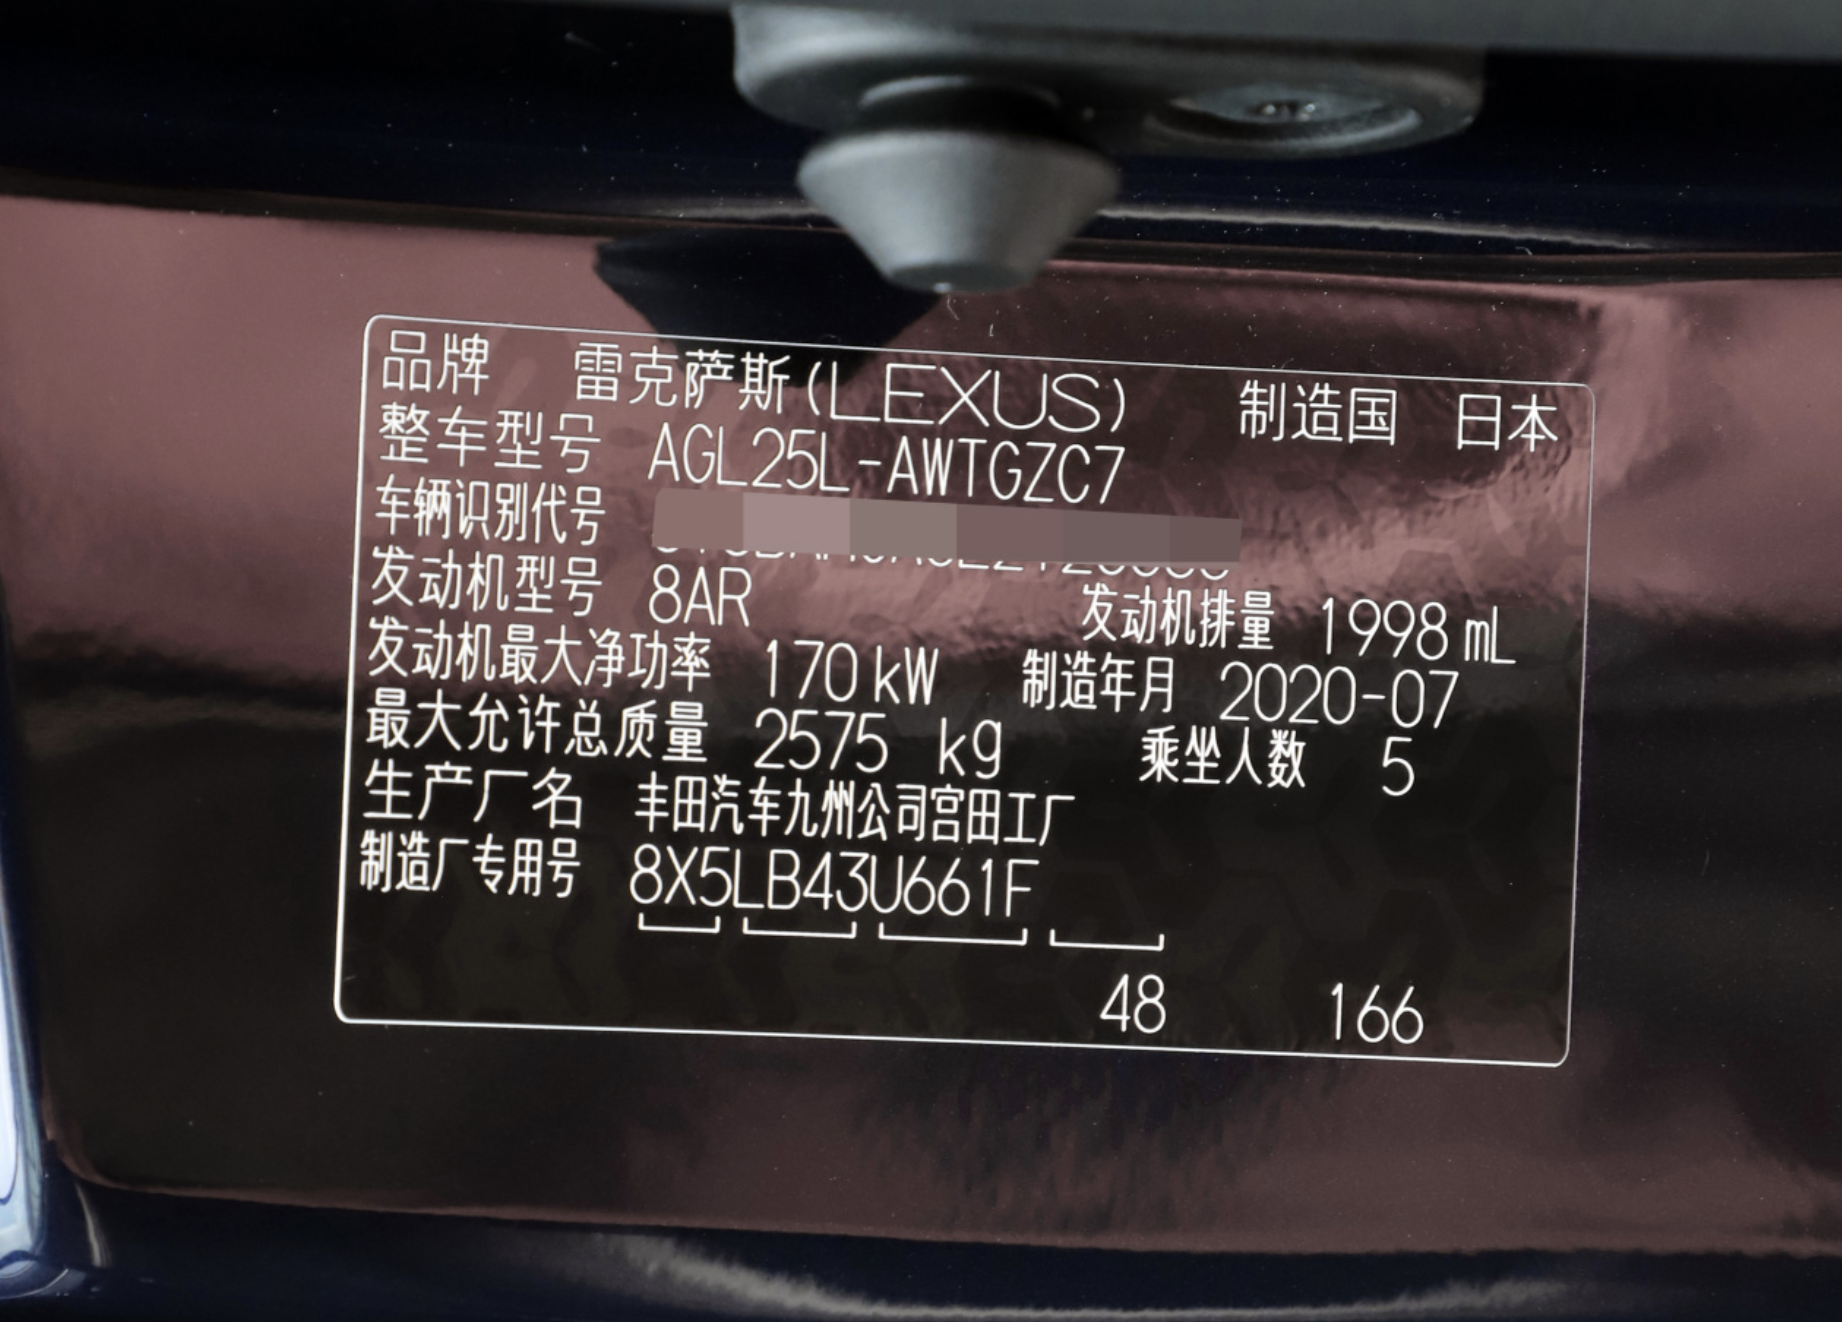 品牌 雷克萨斯(LEXUS) 制造国 日本
整车型号 AGL25L-AWTGZC7
车辆识别代号
发动机型号 8AR 发动机排量 1998 mL
发动机最大净功率 170 kW 制造年月 2020-07
最大允许总质量 2575 kg 乘坐人数 5
生产厂名 丰田汽车九州公司宫田工厂
制造厂专用号 8X5LB43U661F
48 166